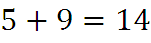 5 + 9 = 14